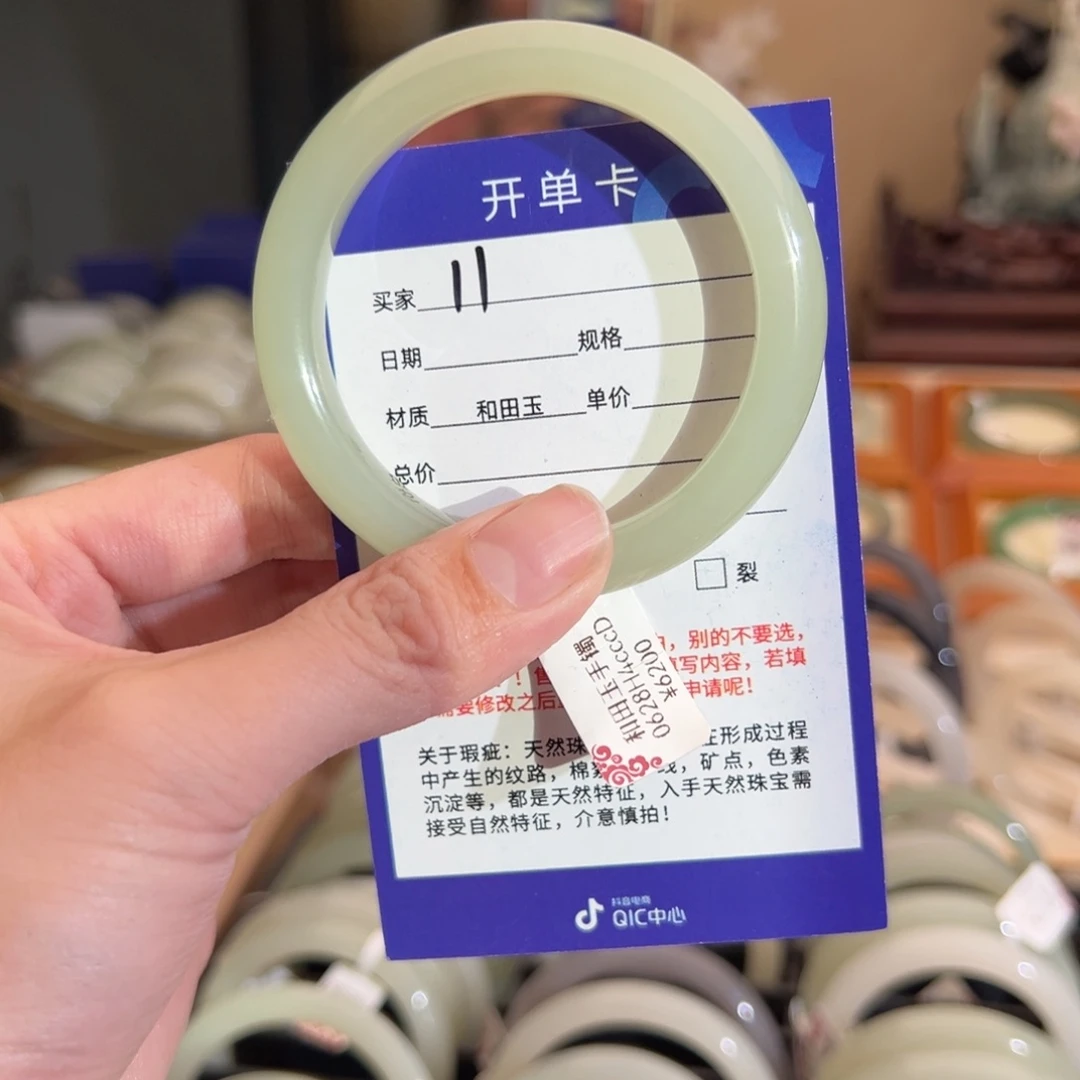 开单卡
买家 11
日期 规格
材质 和田玉 单价
总价
裂
，别的不要选，
写内容，若填
需要修改之后 申请呢！
关于瑕疵：天然珠 在形成过程
中产生的纹路，棉 线，矿点，色素
沉淀等，都是天然特征，入手天然珠宝需
接受自然特征，介意慎拍！
抖音电商
QIC中心
和田玉手镯
0628H4cccD
¥6200